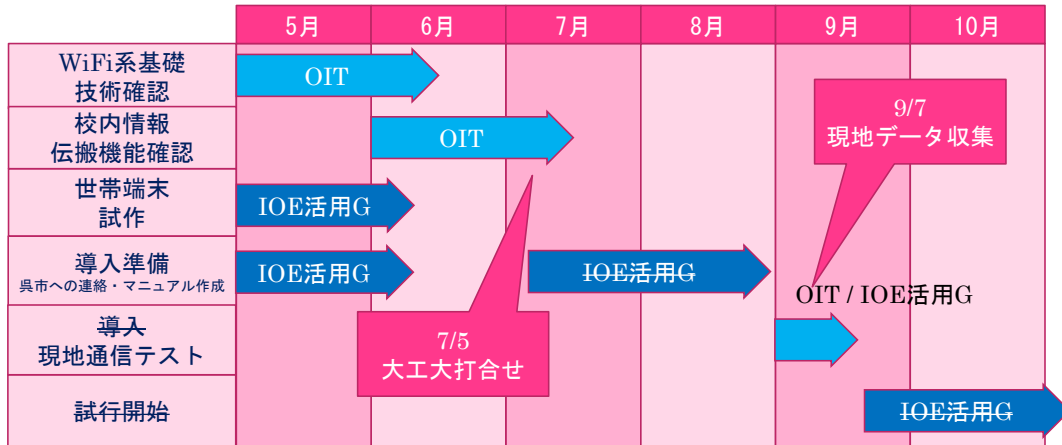 5月 6月 7月 8月 9月 10月
WiFi系基礎
技術確認
OIT
校内情報
伝搬機能確認
OIT
9/7
現地データ収集
世帯端末
試作
IOE活用G
導入準備
呉市への連絡・マニュアル作成
IOE活用G
IOE活用G
OIT / IOE活用G
導入
現地通信テスト
7/5
大工大打合せ
試行開始
IOE活用G